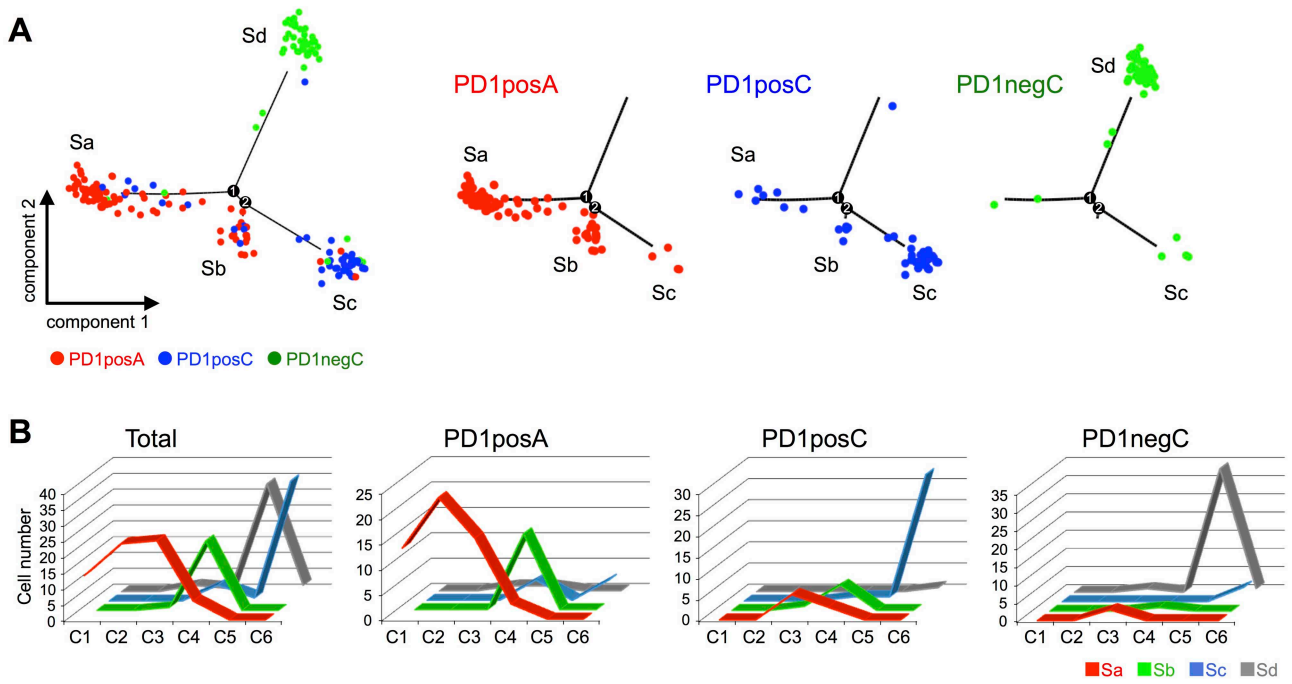 A
Sd
PD1posA
PD1posC
PD1negC
Sd
Sa
Sa
Sa
1
2
1
2
1
2
1
2
Sb
Sb
Sb
Sc
Sc
Sc
Sc
component 2
component 1
PD1posA PD1posC PD1negC
B
Total PD1posA PD1posC PD1negC
Cell number
40
35
30
25
20
15
10
5
0
C1 C2 C3 C4 C5 C6
25
20
15
10
5
0
C1 C2 C3 C4 C5 C6
30
25
20
15
10
5
0
C1 C2 C3 C4 C5 C6
35
30
25
20
15
10
5
0
C1 C2 C3 C4 C5 C6
Sa Sb Sc Sd